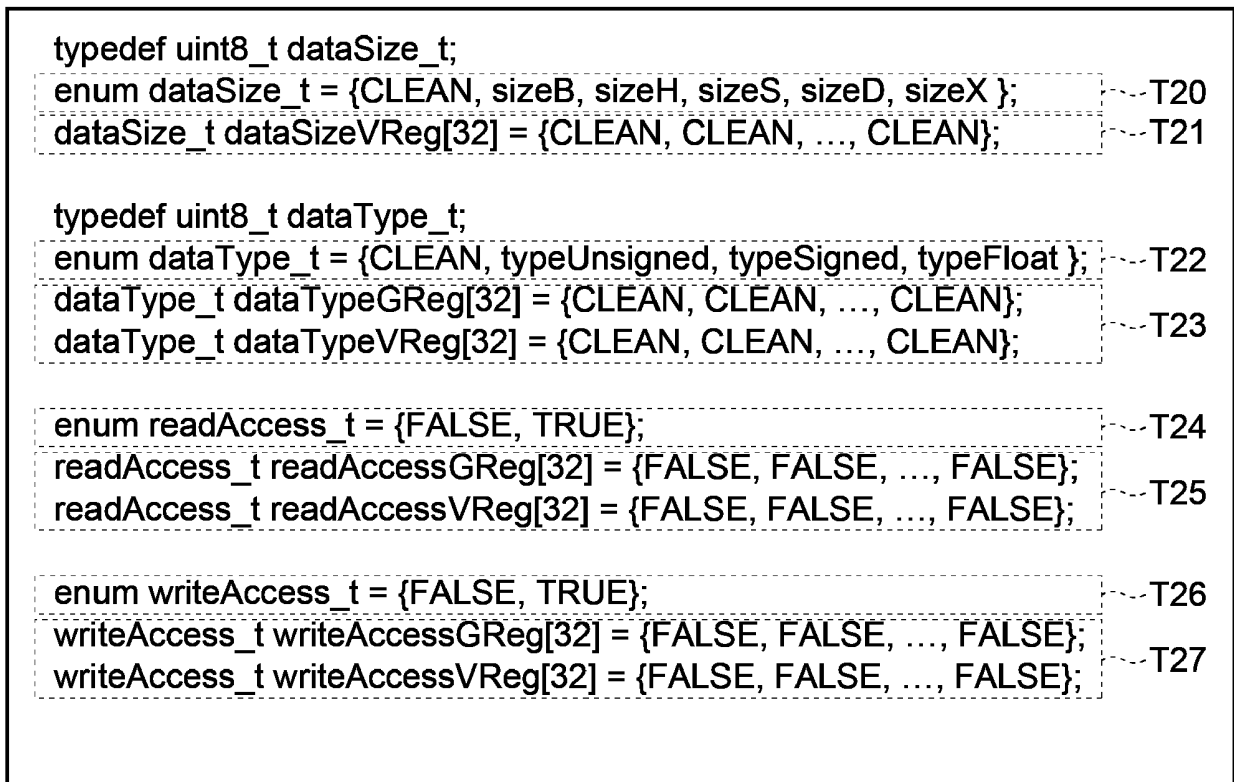 typedef uint8_t dataSize_t;
enum dataSize_t = {CLEAN, sizeB, sizeH, sizeS, sizeD, sizeX }; T20
dataSize_t dataSizeVReg[32] = {CLEAN, CLEAN, …, CLEAN}; T21
typedef uint8_t dataType_t;
enum dataType_t = {CLEAN, typeUnsigned, typeSigned, typeFloat }; T22
dataType_t dataTypeGReg[32] = {CLEAN, CLEAN, …, CLEAN};
T23
dataType_t dataTypeVReg[32] = {CLEAN, CLEAN, …, CLEAN};
enum readAccess_t = {FALSE, TRUE}; T24
readAccess_t readAccessGReg[32] = {FALSE, FALSE, …, FALSE};
T25
readAccess_t readAccessVReg[32] = {FALSE, FALSE, …, FALSE};
enum writeAccess_t = {FALSE, TRUE}; T26
writeAccess_t writeAccessGReg[32] = {FALSE, FALSE, …, FALSE};
T27
writeAccess_t writeAccessVReg[32] = {FALSE, FALSE, …, FALSE};